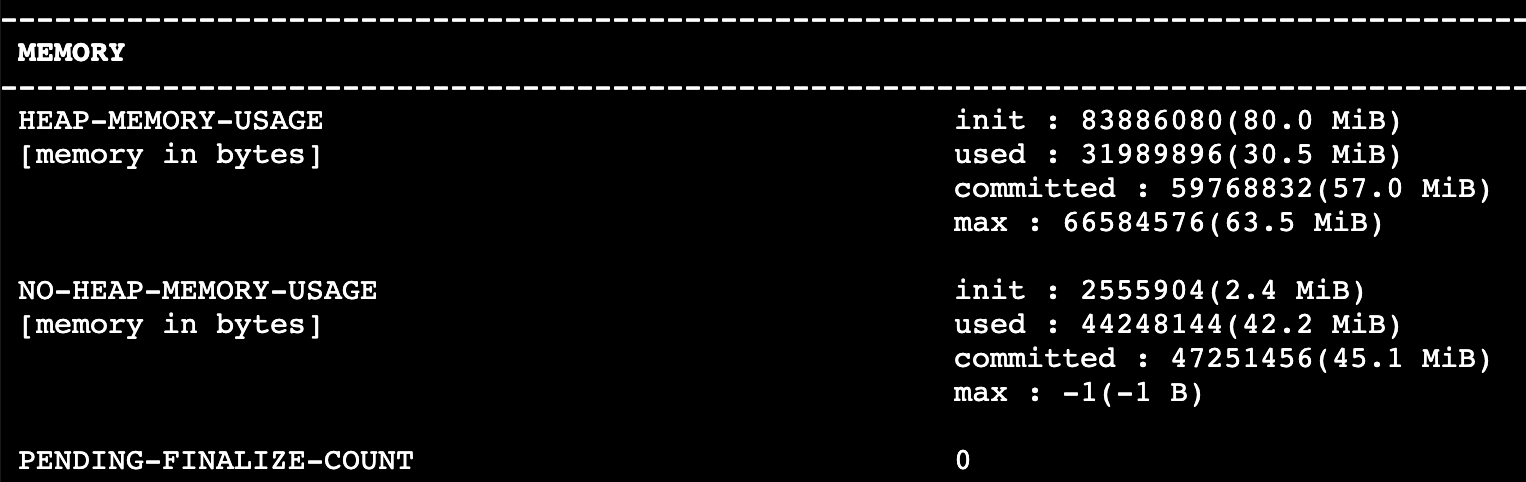 MEMORY
HEAP-MEMORY-USAGE init : 83886080(80.0 MiB)
[memory in bytes] used : 31989896(30.5 MiB)
committed : 59768832(57.0 MiB)
max : 66584576(63.5 MiB)
NO-HEAP-MEMORY-USAGE init : 2555904(2.4 MiB)
[memory in bytes] used : 44248144(42.2 MiB)
committed : 47251456(45.1 MiB)
max : -1(-1 B)
PENDING-FINALIZE-COUNT 0